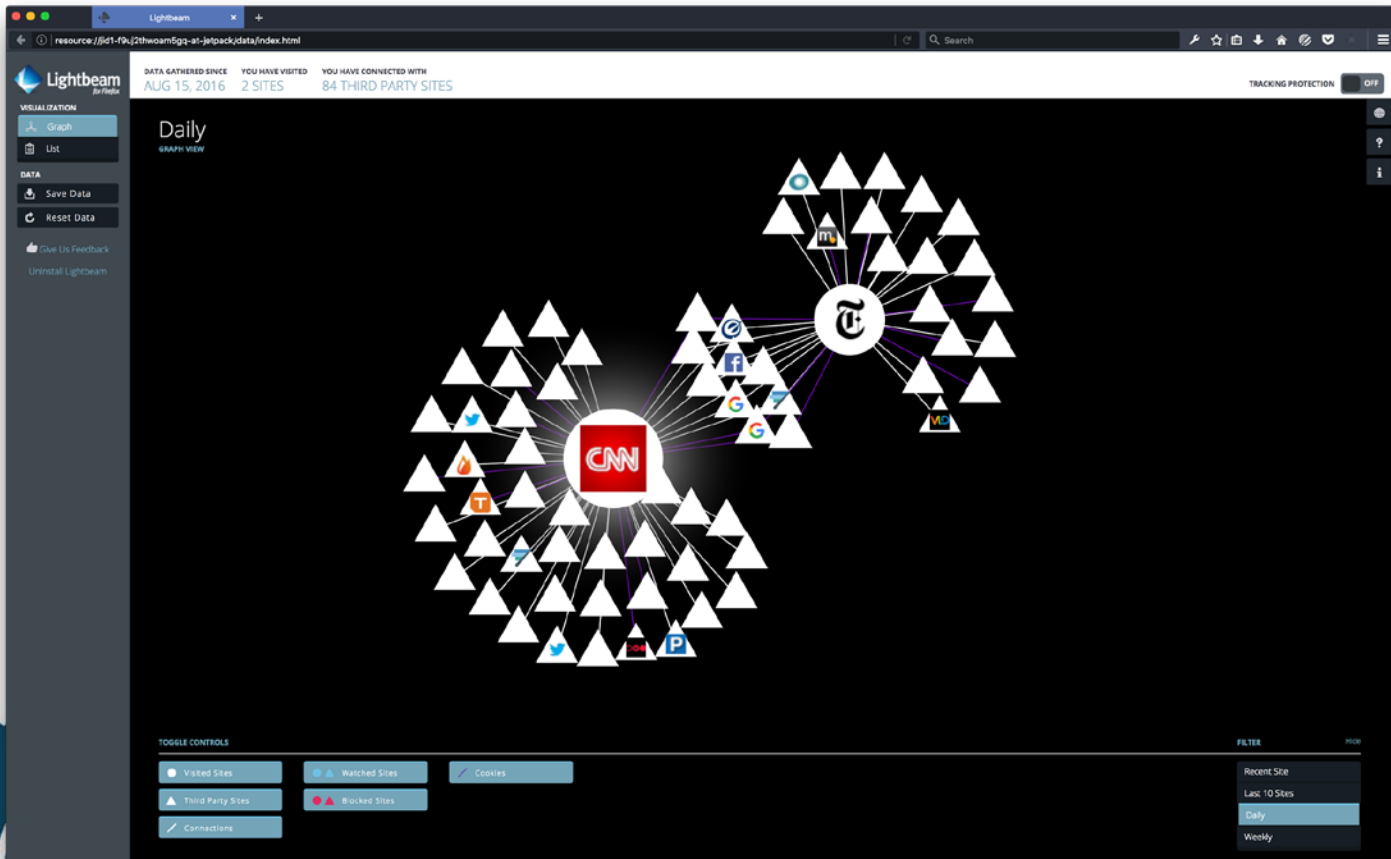 Lightbeam
resource://jid1-f9uj2thwoam5gq-at-jetpack/data/index.html
Search
Lightbeam
for Firefox
DATA GATHERED SINCE
AUG 15, 2016
YOU HAVE VISITED
2 SITES
YOU HAVE CONNECTED WITH
84 THIRD PARTY SITES
TRACKING PROTECTION
OFF
VISUALIZATION
Graph
List
DATA
Save Data
Reset Data
Give Us Feedback
Uninstall Lightbeam
Daily
GRAPH VIEW
m
T
f
G
G
CNN
T
P
TOGGLE CONTROLS
Visited Sites
Watched Sites
Cookies
Third Party Sites
Blocked Sites
Connections
FILTER
Hide
Recent Site
Last 10 Sites
Daily
Weekly